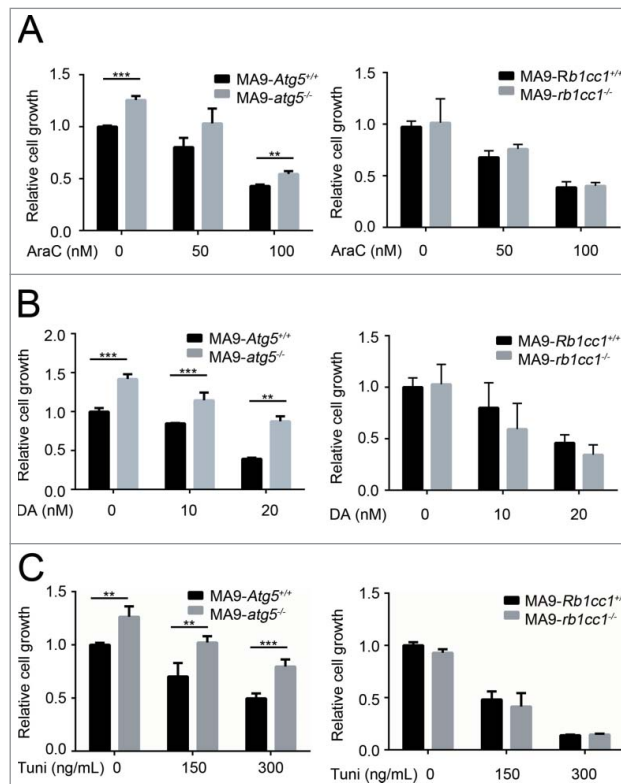 A
Relative cell growth
1.5
1.0
0.5
0.0
***
**
MA9-Atg5+/+
MA9-atg5-/-
AraC (nM) 0 50 100
Relative cell growth
1.5
1.0
0.5
0.0
MA9-Rb1cc1+/+
MA9-rb1cc1-/-
AraC (nM) 0 50 100
B
Relative cell growth
2.0
1.5
1.0
0.5
0.0
***
***
**
MA9-Atg5+/+
MA9-atg5-/-
DA (nM) 0 10 20
Relative cell growth
1.5
1.0
0.5
0.0
MA9-Rb1cc1+/+
MA9-rb1cc1-/-
DA (nM) 0 10 20
C
Relative cell growth
1.5
1.0
0.5
0.0
**
**
***
MA9-Atg5+/+
MA9-atg5-/-
Tuni (ng/mL) 0 150 300
Relative cell growth
1.5
1.0
0.5
0.0
MA9-Rb1cc1+/+
MA9-rb1cc1-/-
Tuni (ng/mL) 0 150 300